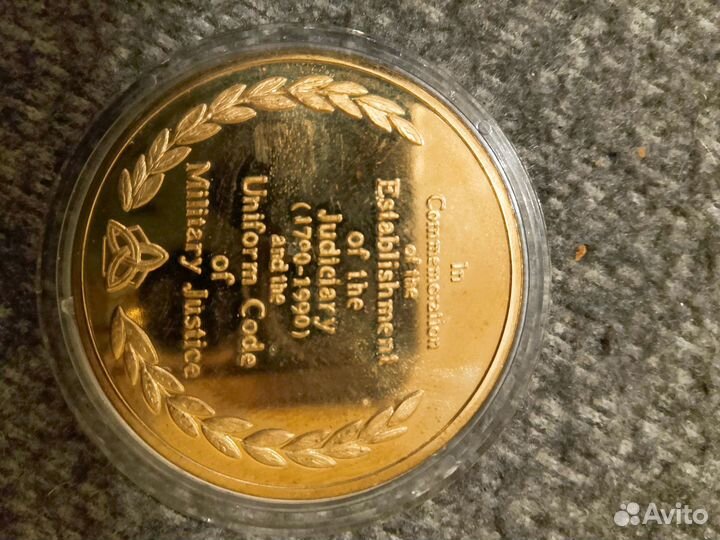 In
Commemoration
of the
Establishment
of the
Judiciary
(1790-1990)
and the
Uniform Code
of
Military Justice
Avito